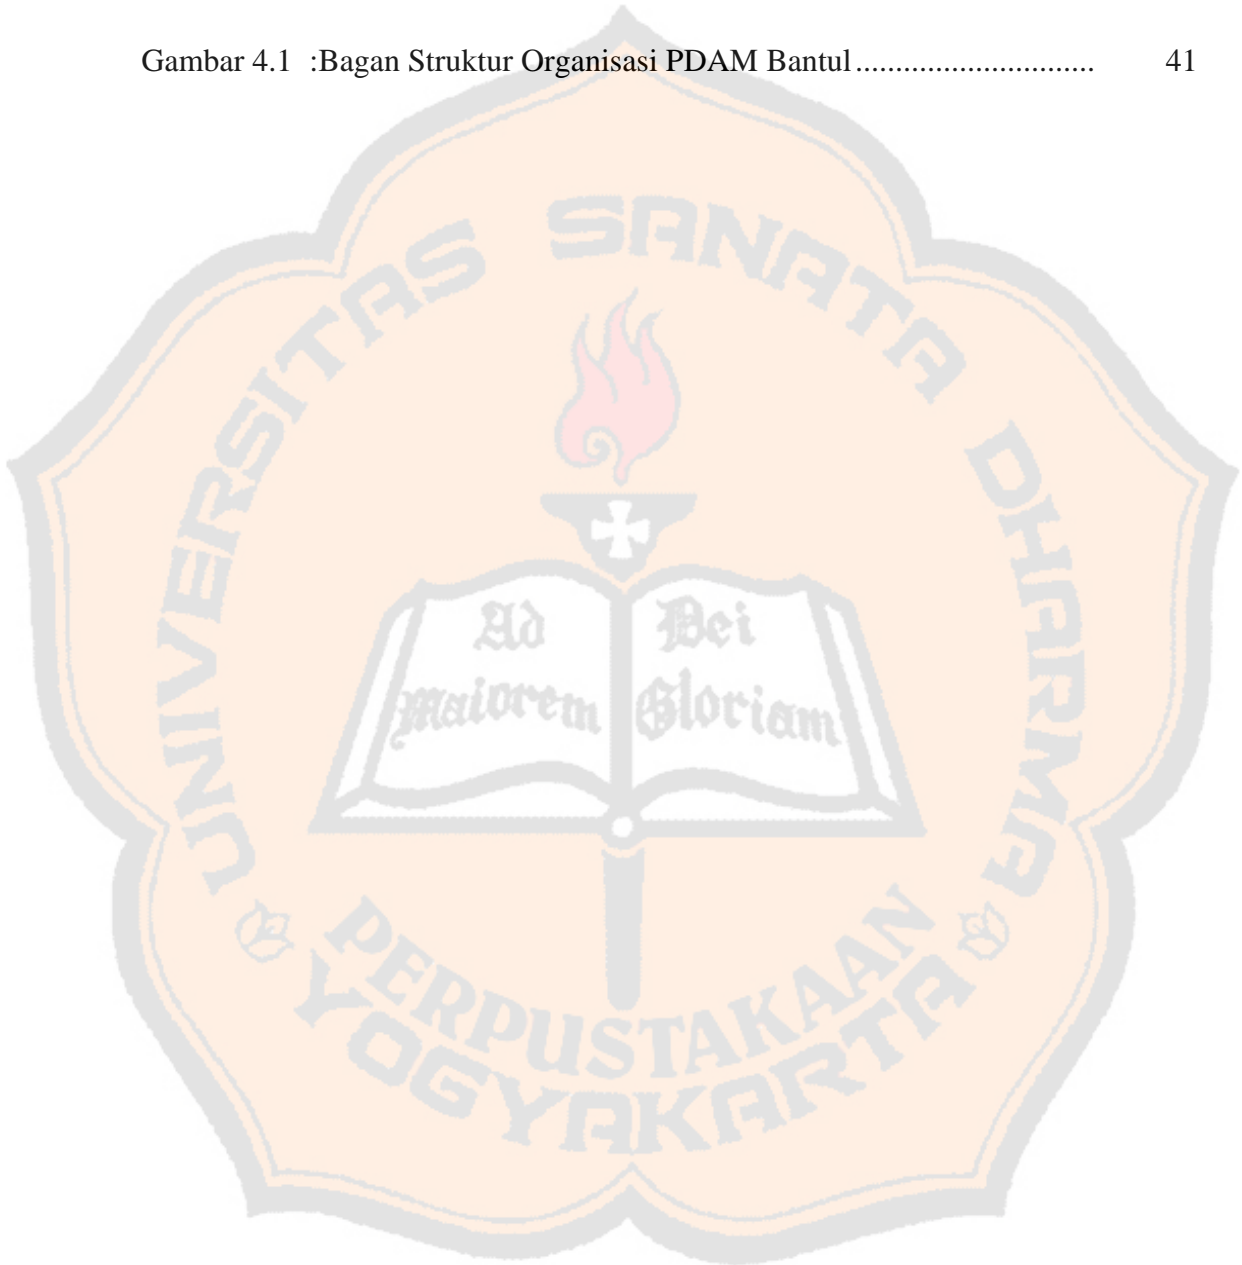 Gambar 4.1 :Bagan Struktur Organisasi PDAM Bantul .............................. 41
UNIVERSITAS SANATA DHARMA
Ad Dei
Maiorem Gloriam
PERPUSTAKAAN
YOGYAKARTA